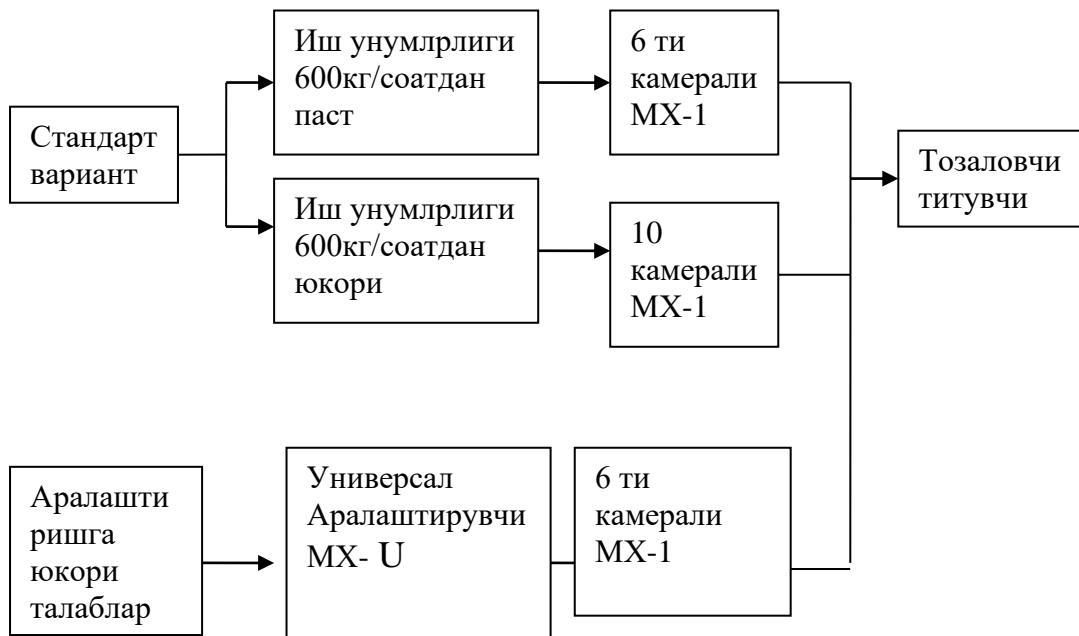 Стандарт
вариант
Иш унумлрлиги
600кг/соатдан
паст
6 ти
камерали
МХ-1
Иш унумлрлиги
600кг/соатдан
юкори
10
камерали
МХ-1
Тозаловчи
титувчи
Аралашти
ришга
юкори
талаблар
Универсал
Аралаштирувчи
МХ- U
6 ти
камерали
МХ-1